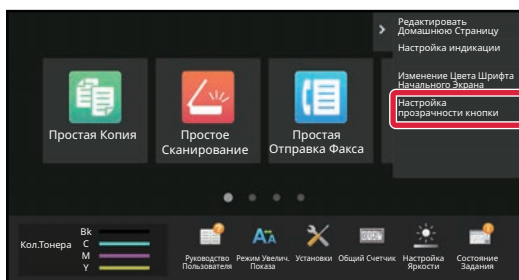 Редактировать
Домашнюю Страницу
Настройка индикации
Изменение Цвета Шрифта
Начального Экрана
Настройка
прозрачности кнопки
Простая Копия
Простое
Сканирование
Простая
Отправка Факса
Кол.Тонера
Bk
C
M
Y
Руководство
Пользователя
Режим Увелич.
Показа
Установки
Общий Счетчик
Настройка
Яркости
Состояние
Задания